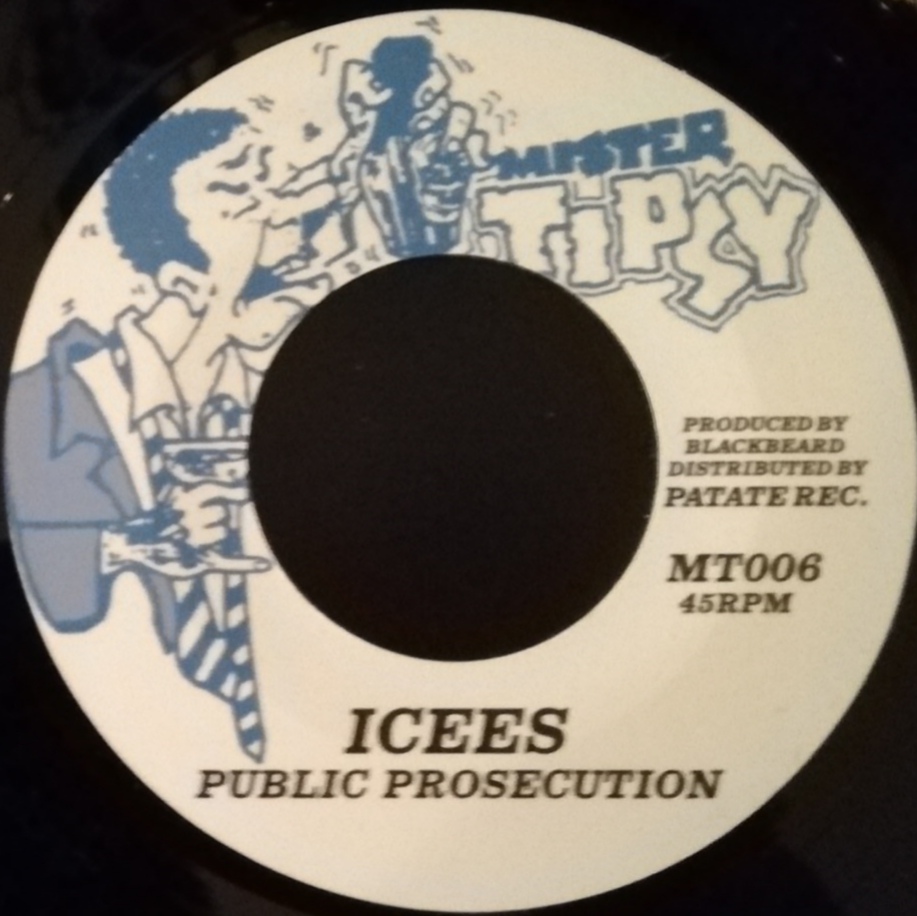 MISTER
TIPSY
PRODUCED BY
BLACKBEARD
DISTRIBUTED BY
PATATE REC.
MT006
45RPM
ICEES
PUBLIC PROSECUTION